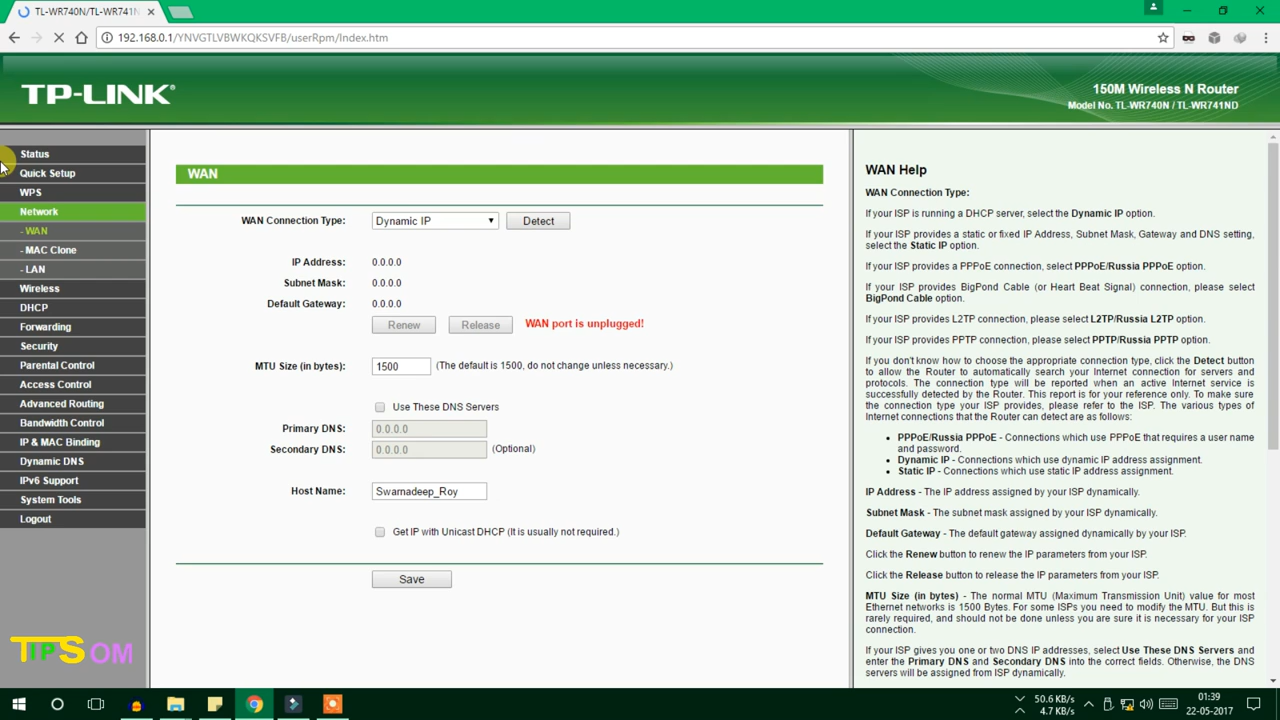 TL-WR740N/TL-WR741N
192.168.0.1/YNVGTLVBWKQKSVFB/userRpm/Index.htm
TP-LINK®
150M Wireless N Router
Model No. TL-WR740N / TL-WR741ND
Status
Quick Setup
WPS
Network
- WAN
- MAC Clone
- LAN
Wireless
DHCP
Forwarding
Security
Parental Control
Access Control
Advanced Routing
Bandwidth Control
IP & MAC Binding
Dynamic DNS
IPv6 Support
System Tools
Logout
WAN
WAN Connection Type: Dynamic IP Detect
IP Address: 0.0.0.0
Subnet Mask: 0.0.0.0
Default Gateway: 0.0.0.0
Renew Release WAN port is unplugged!
MTU Size (in bytes): 1500 (The default is 1500, do not change unless necessary.)
Use These DNS Servers
Primary DNS: 0.0.0.0
Secondary DNS: 0.0.0.0 (Optional)
Host Name: Swarnadeep_Roy
Get IP with Unicast DHCP (It is usually not required.)
Save
WAN Help
WAN Connection Type:
If your ISP is running a DHCP server, select the Dynamic IP option.
If your ISP provides a static or fixed IP Address, Subnet Mask, Gateway and DNS setting,
select the Static IP option.
If your ISP provides a PPPoE connection, select PPPoE/Russia PPPoE option.
If your ISP provides BigPond Cable (or Heart Beat Signal) connection, please select
BigPond Cable option.
If your ISP provides L2TP connection, please select L2TP/Russia L2TP option.
If your ISP provides PPTP connection, please select PPTP/Russia PPTP option.
If you don't know how to choose the appropriate connection type, click the Detect button
to allow the Router to automatically search your Internet connection for servers and
protocols. The connection type will be reported when an active Internet service is
successfully detected by the Router. This report is for your reference only. To make sure
the connection type your ISP provides, please refer to the ISP. The various types of
Internet connections that the Router can detect are as follows:
• PPPoE/Russia PPPoE - Connections which use PPPoE that requires a user name
and password.
• Dynamic IP - Connections which use dynamic IP address assignment.
• Static IP - Connections which use static IP address assignment.
IP Address - The IP address assigned by your ISP dynamically.
Subnet Mask - The subnet mask assigned by your ISP dynamically.
Default Gateway - The default gateway assigned dynamically by your ISP.
Click the Renew button to renew the IP parameters from your ISP.
Click the Release button to release the IP parameters from your ISP.
MTU Size (in bytes) - The normal MTU (Maximum Transmission Unit) value for most
Ethernet networks is 1500 Bytes. For some ISPs you need to modify the MTU. But this is
rarely required, and should not be done unless you are sure it is necessary for your ISP
connection.
If your ISP gives you one or two DNS IP addresses, select Use These DNS Servers and
enter the Primary DNS and Secondary DNS into the correct fields. Otherwise, the DNS
servers will be assigned from ISP dynamically.
TIPSOM
50.6 KB/s
4.7 KB/s
01:39
22-05-2017